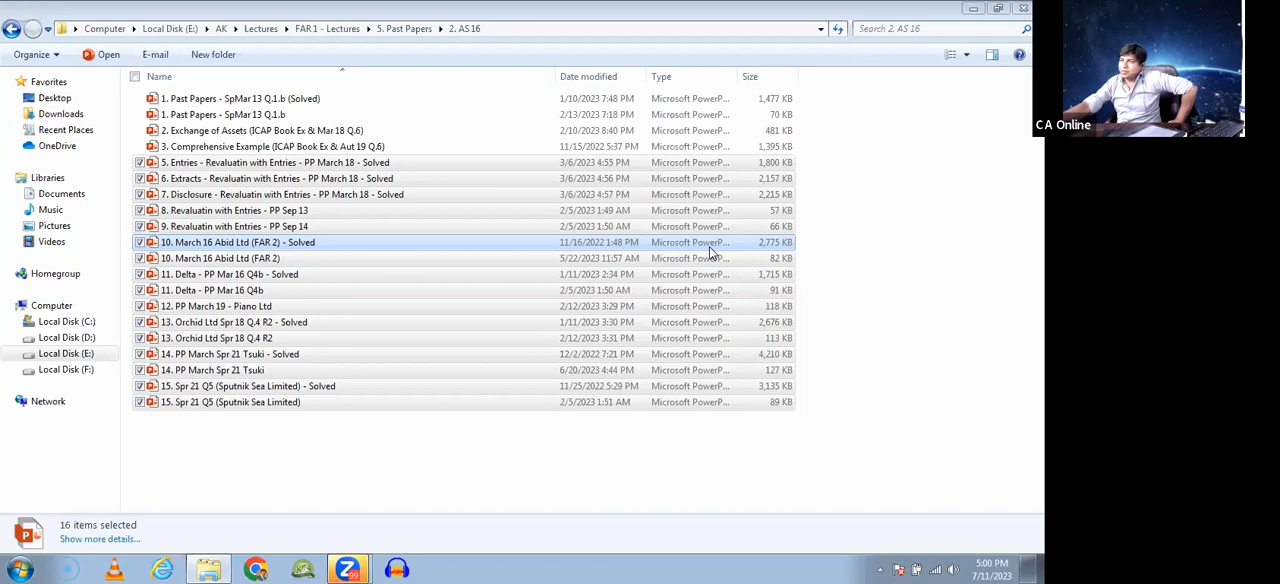 Computer ▸ Local Disk (E:) ▸ AK ▸ Lectures ▸ FAR 1 - Lectures ▸ 5. Past Papers ▸ 2. AS 16
Search 2. AS 16
Organize ▾ Open E-mail New folder
Name Date modified Type Size
Favorites
Desktop
Downloads
Recent Places
OneDrive
Libraries
Documents
Music
Pictures
Videos
Homegroup
Computer
Local Disk (C:)
Local Disk (D:)
Local Disk (E:)
Local Disk (F:)
Network
1. Past Papers - SpMar 13 Q.1.b (Solved) 1/10/2023 7:48 PM Microsoft PowerP... 1,477 KB
1. Past Papers - SpMar 13 Q.1.b 2/13/2023 7:18 PM Microsoft PowerP... 70 KB
2. Exchange of Assets (ICAP Book Ex & Mar 18 Q.6) 2/10/2023 8:40 PM Microsoft PowerP... 481 KB
3. Comprehensive Example (ICAP Book Ex & Aut 19 Q.6) 11/15/2022 5:37 PM Microsoft PowerP... 1,395 KB
5. Entries - Revaluatin with Entries - PP March 18 - Solved 3/6/2023 4:55 PM Microsoft PowerP... 1,800 KB
6. Extracts - Revaluatin with Entries - PP March 18 - Solved 3/6/2023 4:56 PM Microsoft PowerP... 2,157 KB
7. Disclosure - Revaluatin with Entries - PP March 18 - Solved 3/6/2023 4:57 PM Microsoft PowerP... 2,215 KB
8. Revaluatin with Entries - PP Sep 13 2/5/2023 1:49 AM Microsoft PowerP... 57 KB
9. Revaluatin with Entries - PP Sep 14 2/5/2023 1:50 AM Microsoft PowerP... 66 KB
10. March 16 Abid Ltd (FAR 2) - Solved 11/16/2022 1:48 PM Microsoft PowerP... 2,775 KB
10. March 16 Abid Ltd (FAR 2) 5/22/2023 11:57 AM Microsoft PowerP... 82 KB
11. Delta - PP Mar 16 Q4b - Solved 1/11/2023 2:34 PM Microsoft PowerP... 1,715 KB
11. Delta - PP Mar 16 Q4b 2/5/2023 1:50 AM Microsoft PowerP... 91 KB
12. PP March 19 - Piano Ltd 2/12/2023 3:29 PM Microsoft PowerP... 118 KB
13. Orchid Ltd Spr 18 Q.4 R2 - Solved 1/11/2023 3:30 PM Microsoft PowerP... 2,676 KB
13. Orchid Ltd Spr 18 Q.4 R2 2/12/2023 3:31 PM Microsoft PowerP... 113 KB
14. PP March Spr 21 Tsuki - Solved 12/2/2022 7:21 PM Microsoft PowerP... 4,210 KB
14. PP March Spr 21 Tsuki 6/20/2023 4:44 PM Microsoft PowerP... 127 KB
15. Spr 21 Q5 (Sputnik Sea Limited) - Solved 11/25/2022 5:29 PM Microsoft PowerP... 3,135 KB
15. Spr 21 Q5 (Sputnik Sea Limited) 2/5/2023 1:51 AM Microsoft PowerP... 89 KB
16 items selected
Show more details...
C A Online
5:00 PM
7/11/2023